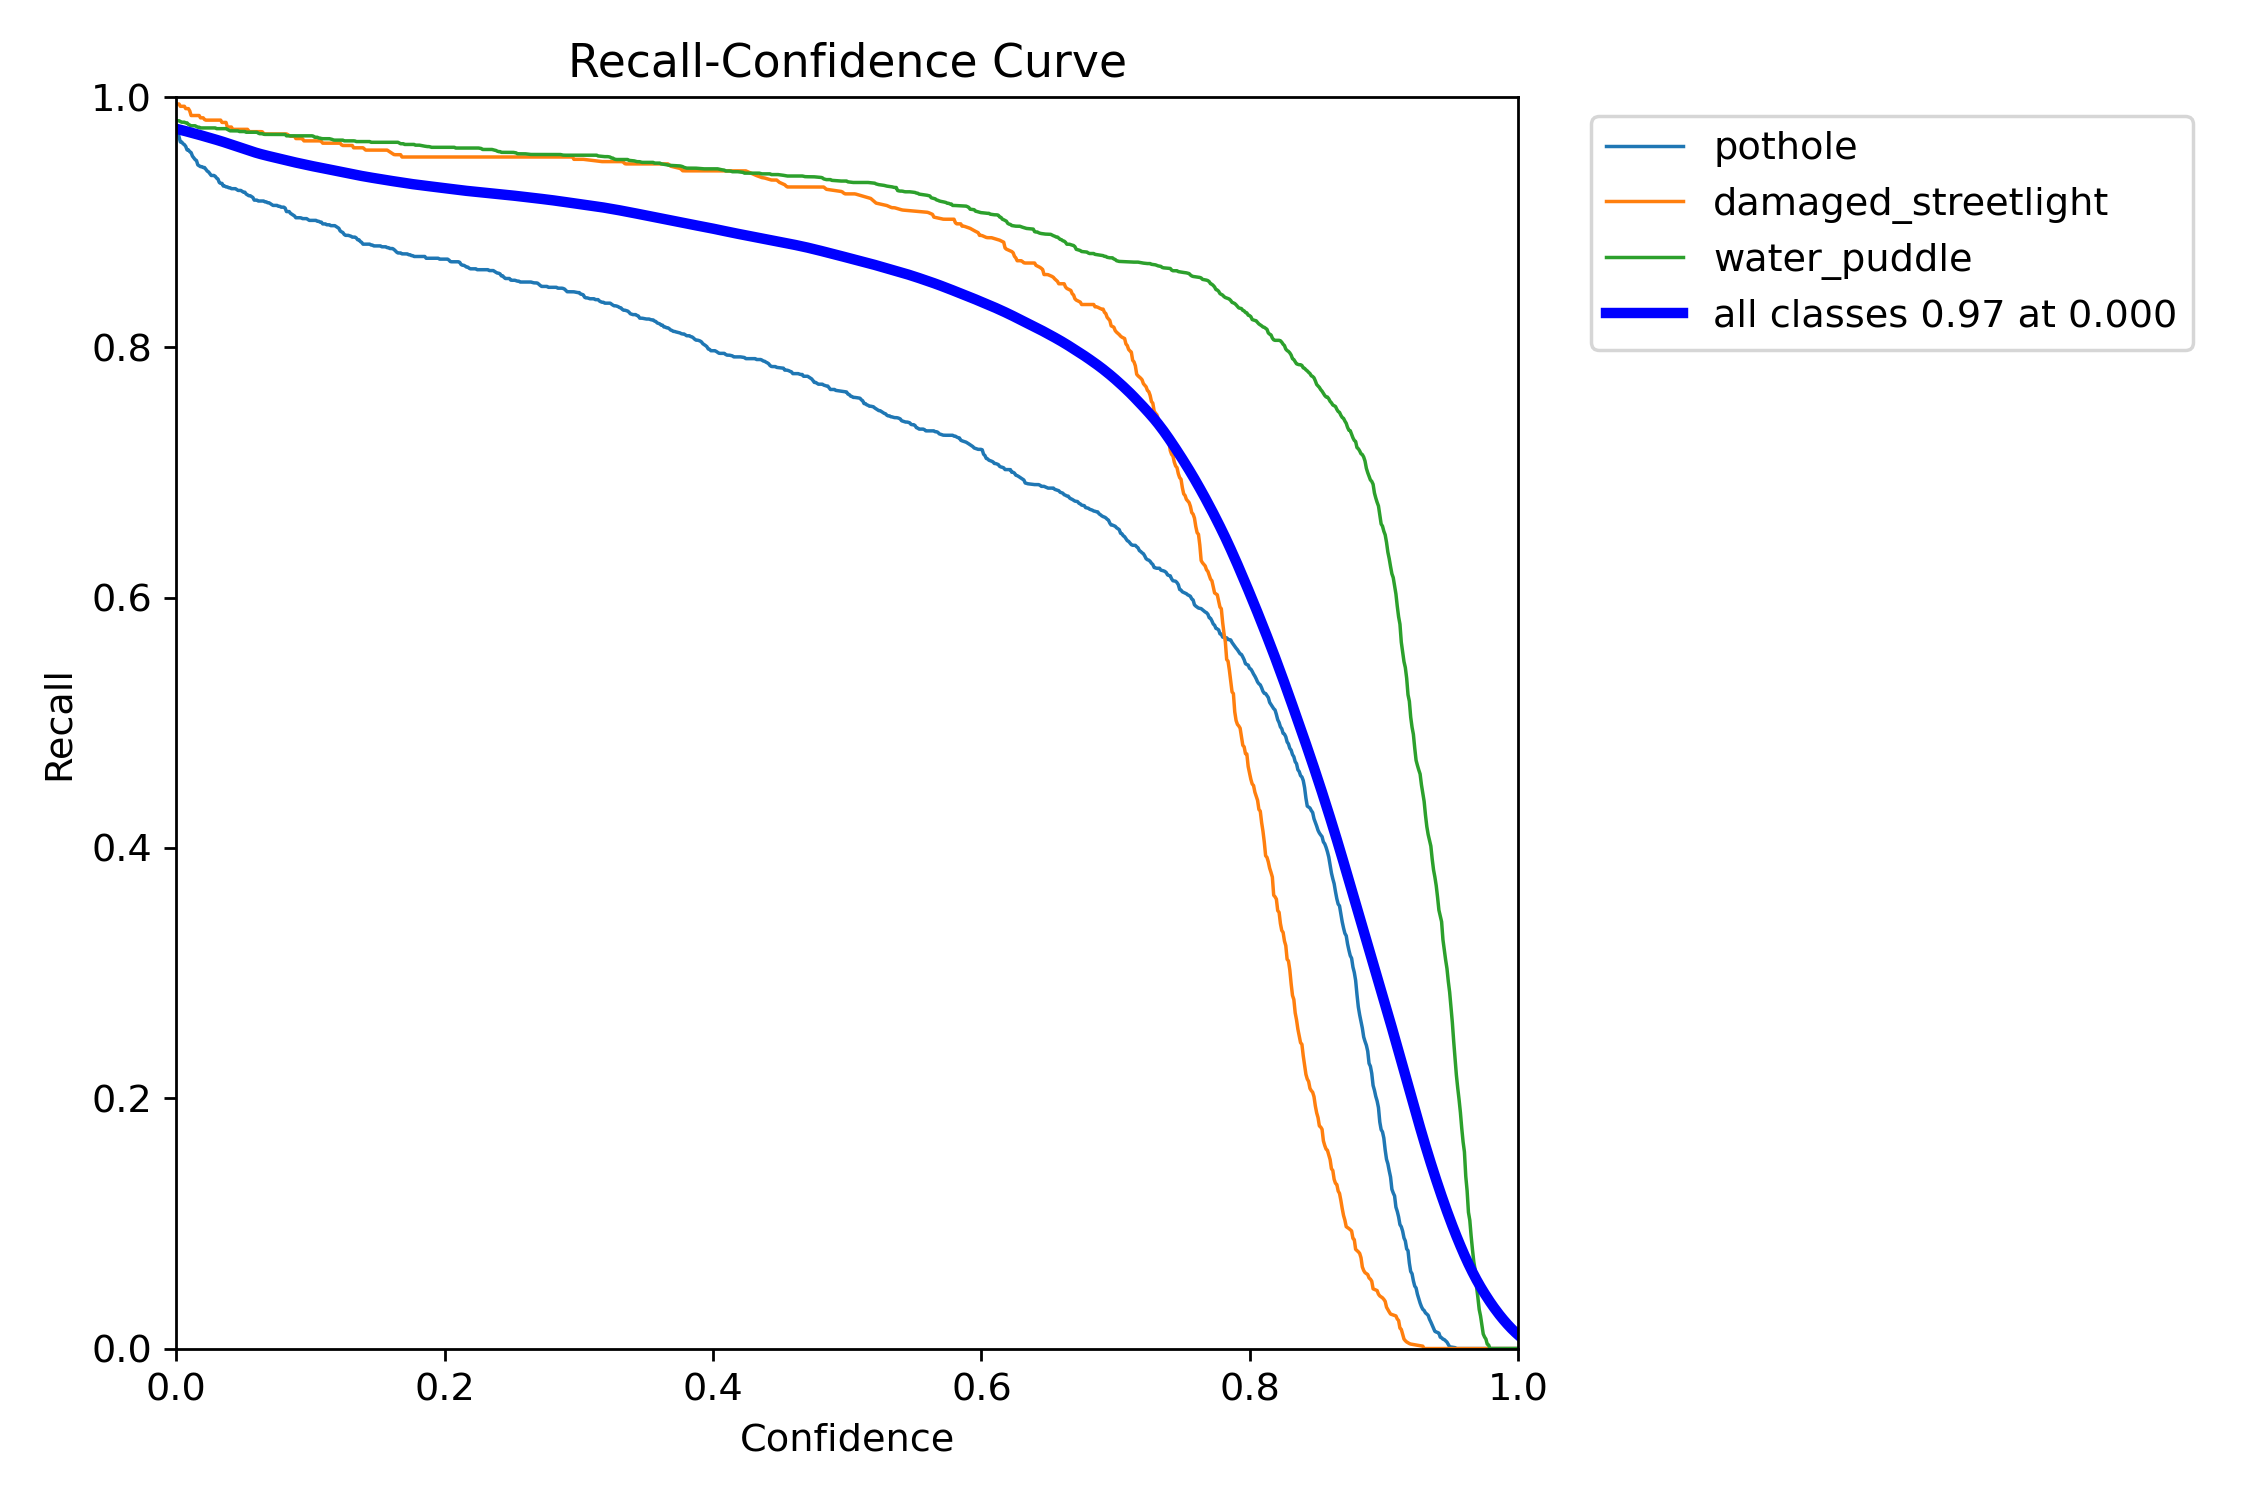 Recall-Confidence Curve
1.0
0.8
0.6
0.4
0.2
0.0
Recall
0.0 0.2 0.4 0.6 0.8 1.0
Confidence
pothole
damaged_streetlight
water_puddle
all classes 0.97 at 0.000